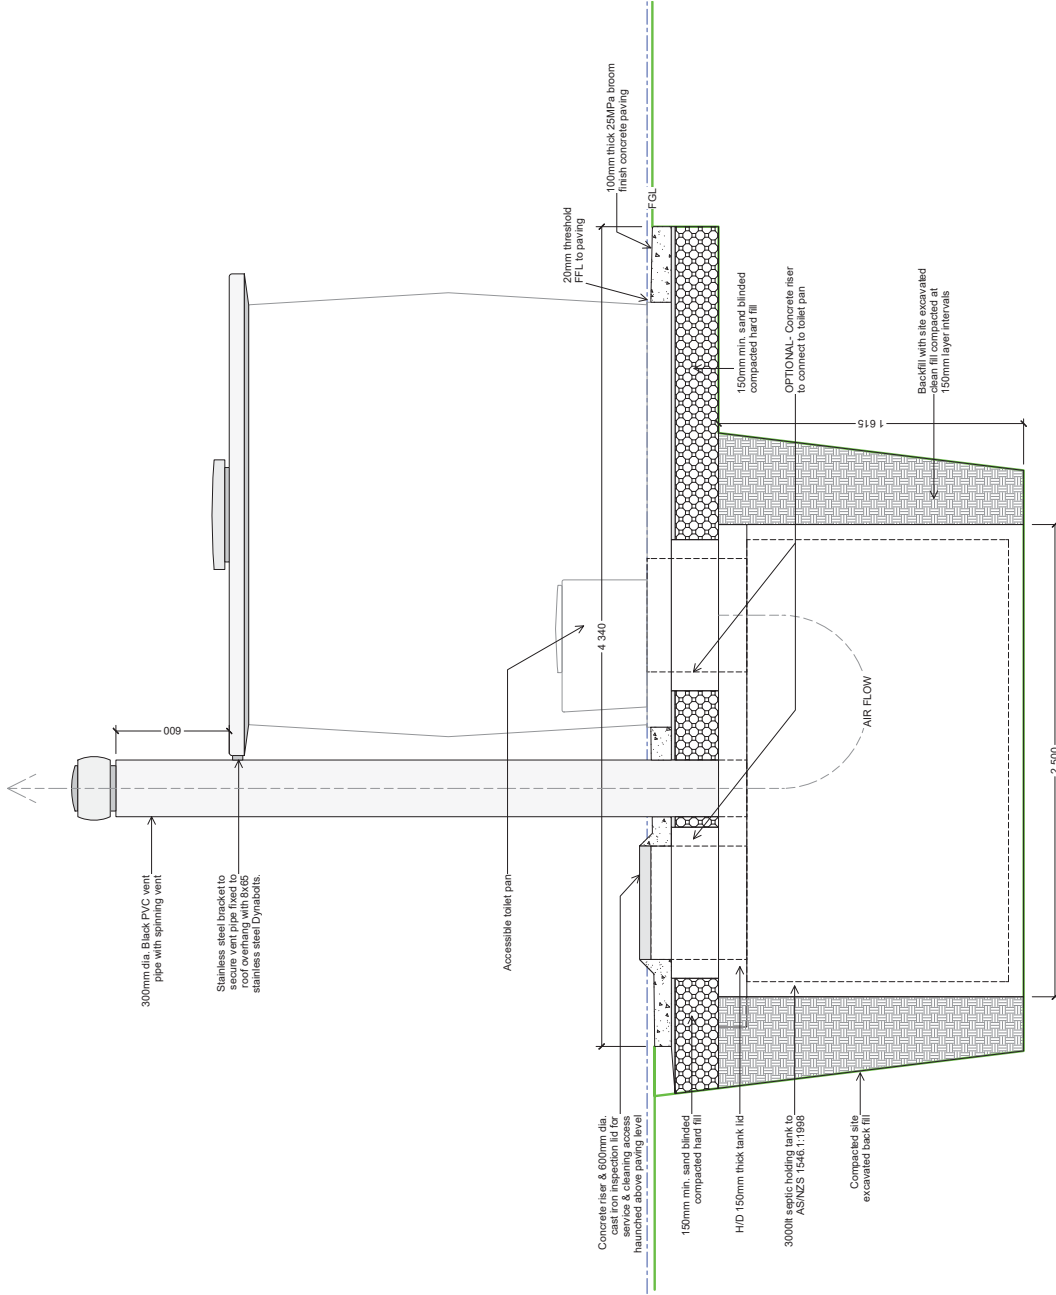 300mm dia. Black PVC vent
pipe with spinning vent
Stainless steel bracket to
secure vent pipe fixed to
roof overhang with 8x65
stainless steel Dynabolts.
600
Accessible toilet pan
4 340
20mm threshold
FFL to paving
100mm thick 25MPa broom
finish concrete paving
FGL
Concrete riser & 600mm dia.
cast iron inspection lid for
service & cleaning access
haunched above paving level
150mm min. sand blinded
compacted hard fill
H/D 150mm thick tank lid
3000lt septic holding tank to
AS/NZS 1546.1:1998
Compacted site
excavated back fill
150mm min. sand blinded
compacted hard fill
OPTIONAL- Concrete riser
to connect to toilet pan
Backfill with site excavated
clean fill compacted at
150mm layer intervals
1 615
AIR FLOW
2 500